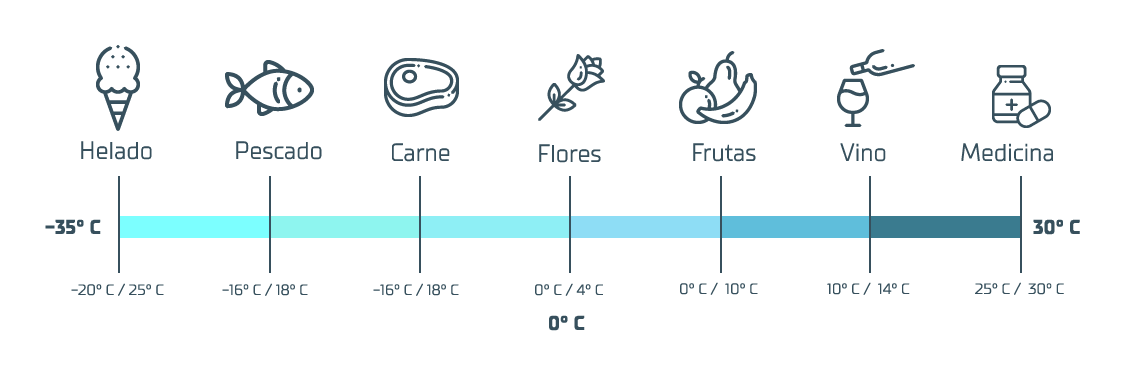 Helado
Pescado
Carne
Flores
Frutas
Vino
Medicina
-35° C
30° C
-20° C / 25° C
-16° C / 18° C
-16° C / 18° C
0° C / 4° C
0° C / 10° C
10° C / 14° C
25° C / 30° C
0° C